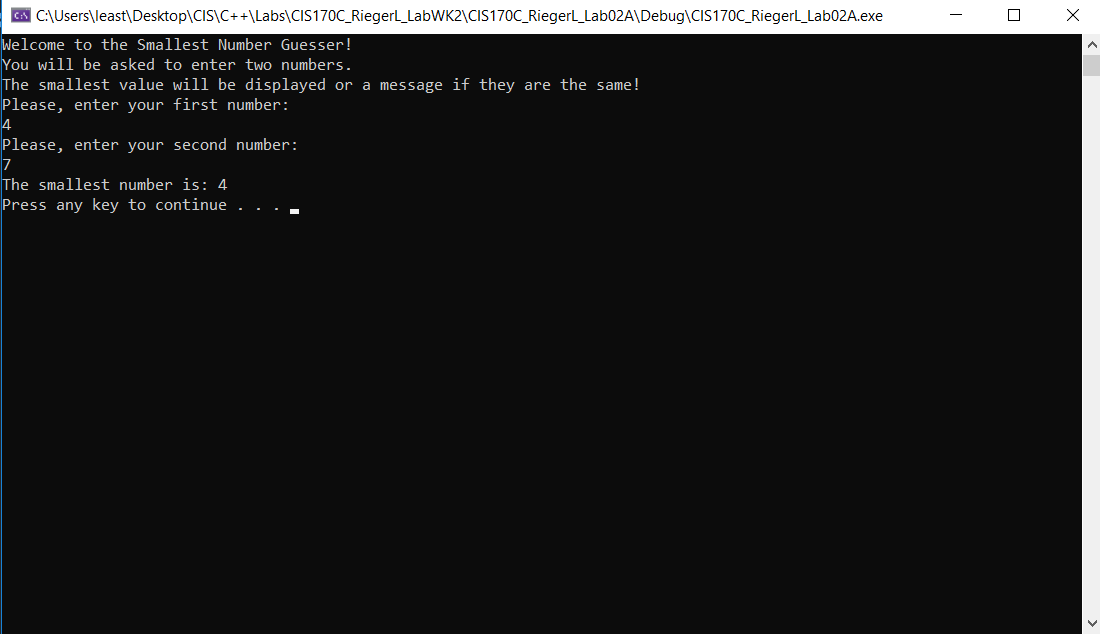 C:\Users\least\Desktop\CIS\C++\Labs\CIS170C_RiegerL_LabWK2\CIS170C_RiegerL_Lab02A\Debug\CIS170C_RiegerL_Lab02A.exe
Welcome to the Smallest Number Guesser!
You will be asked to enter two numbers.
The smallest value will be displayed or a message if they are the same!
Please, enter your first number:
4
Please, enter your second number:
7
The smallest number is: 4
Press any key to continue . . .